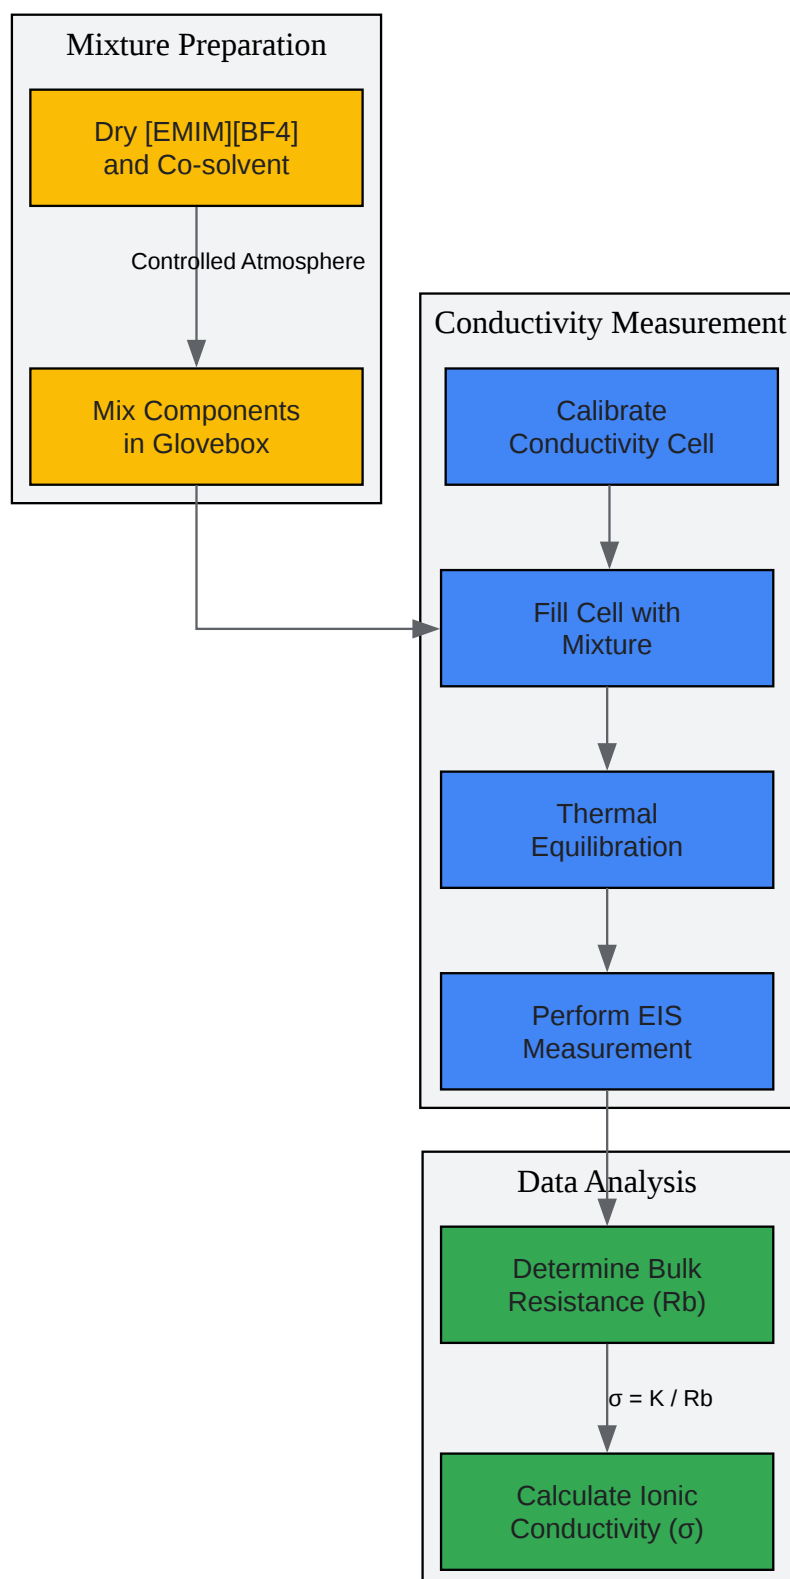 Mixture Preparation
Dry [EMIM][BF4]
and Co-solvent
Controlled Atmosphere
Mix Components
in Glovebox
Conductivity Measurement
Calibrate
Conductivity Cell
Fill Cell with
Mixture
Thermal
Equilibration
Perform EIS
Measurement
Data Analysis
Determine Bulk
Resistance (Rb)
σ = K / Rb
Calculate Ionic
Conductivity (σ)